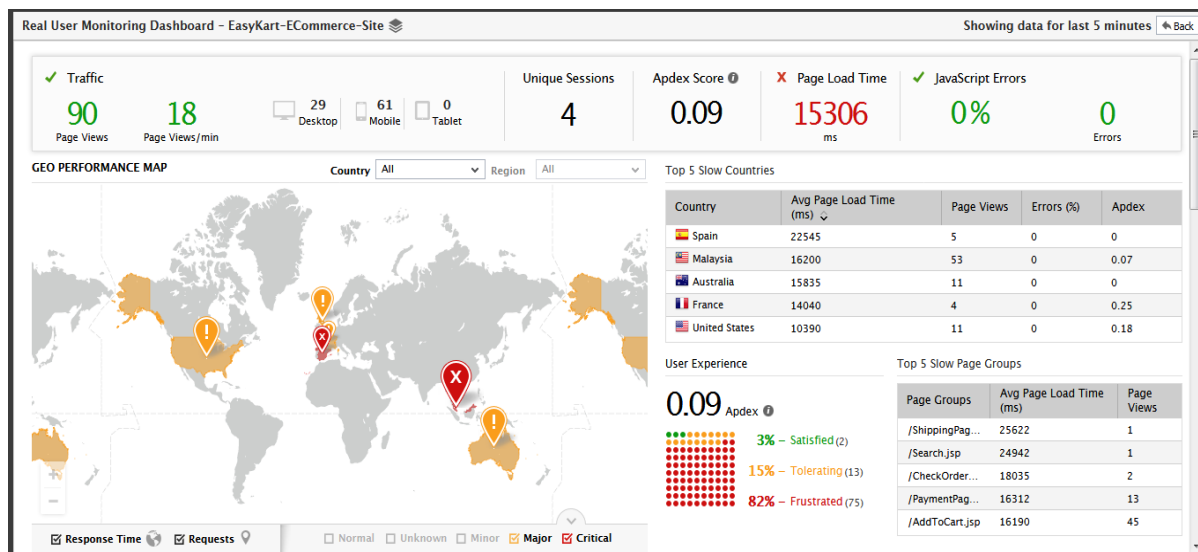 Real User Monitoring Dashboard - EasyKart-ECommerce-Site
Showing data for last 5 minutes
Back
Traffic
Unique Sessions
Apdex Score
Page Load Time
JavaScript Errors
90
18
29
61
0
4
0.09
15306
0%
0
Desktop
Mobile
Tablet
Page Views
Page Views/min
ms
Errors
GEO PERFORMANCE MAP
Country All
Region All
Top 5 Slow Countries
Country Avg Page Load Time (ms) Page Views Errors (%) Apdex
Spain 22545 5 0 0
Malaysia 16200 53 0 0.07
Australia 15835 11 0 0
France 14040 4 0 0.25
United States 10390 11 0 0.18
User Experience
0.09 Apdex
3% – Satisfied (2)
15% – Tolerating (13)
82% – Frustrated (75)
Top 5 Slow Page Groups
Page Groups Avg Page Load Time (ms) Page Views
/ShippingPag... 25622 1
/Search.jsp 24942 1
/CheckOrder... 18035 2
/PaymentPag... 16312 13
/AddToCart.jsp 16190 45
Response Time
Requests
Normal
Unknown
Minor
Major
Critical